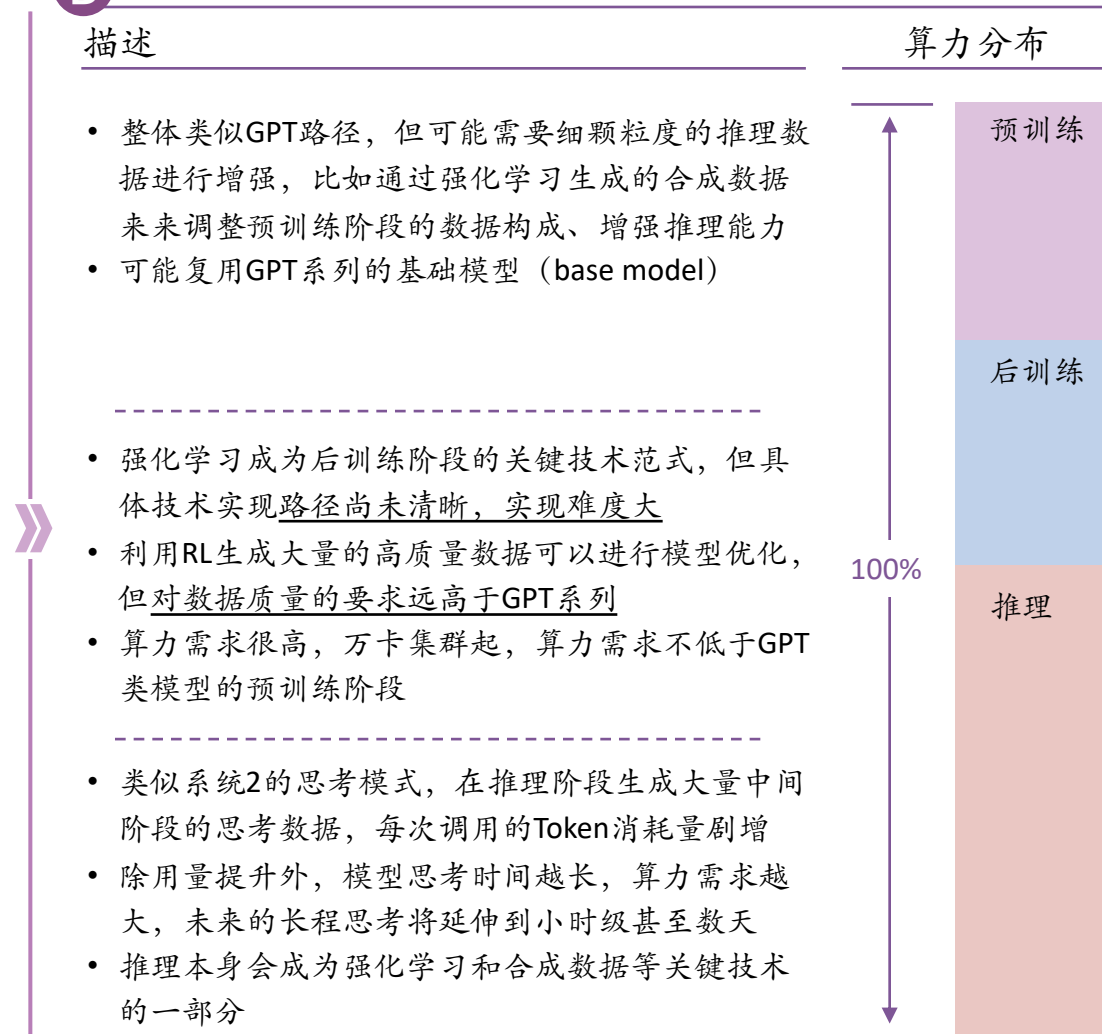 描述
算力分布
• 整体类似GPT路径，但可能需要细颗粒度的推理数
据进行增强，比如通过强化学习生成的合成数据
来来调整预训练阶段的数据构成、增强推理能力
• 可能复用GPT系列的基础模型（base model）
• 强化学习成为后训练阶段的关键技术范式，但具
体技术实现路径尚未清晰，实现难度大
• 利用RL生成大量的高质量数据可以进行模型优化，
但对数据质量的要求远高于GPT系列
• 算力需求很高，万卡集群起，算力需求不低于GPT
类模型的预训练阶段
• 类似系统2的思考模式，在推理阶段生成大量中间
阶段的思考数据，每次调用的Token消耗量剧增
• 除用量提升外，模型思考时间越长，算力需求越
大，未来的长程思考将延伸到小时级甚至数天
• 推理本身会成为强化学习和合成数据等关键技术
的一部分
100%
预训练
后训练
推理